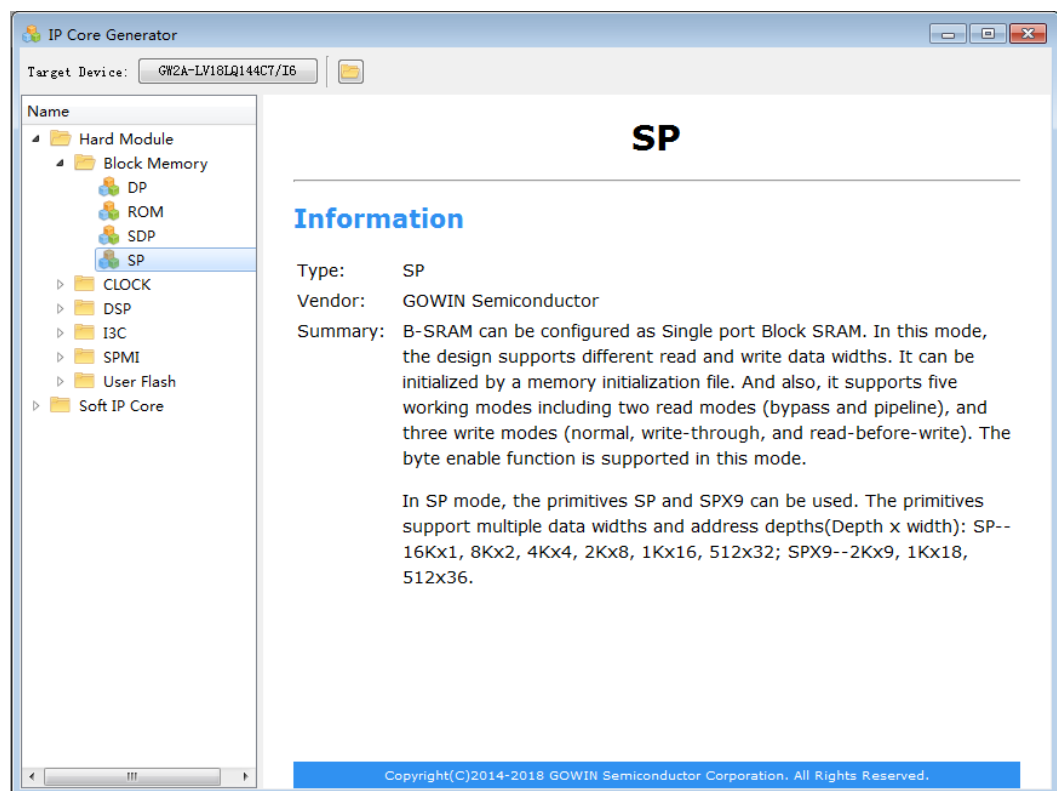 IP Core Generator
Target Device: GW2A-LV18LQ144C7/I6
Name
Hard Module
Block Memory
DP
ROM
SDP
SP
CLOCK
DSP
I3C
SPMI
User Flash
Soft IP Core
SP
Information
Type: SP
Vendor: GOWIN Semiconductor
Summary: B-SRAM can be configured as Single port Block SRAM. In this mode,
the design supports different read and write data widths. It can be
initialized by a memory initialization file. And also, it supports five
working modes including two read modes (bypass and pipeline), and
three write modes (normal, write-through, and read-before-write). The
byte enable function is supported in this mode.
In SP mode, the primitives SP and SPX9 can be used. The primitives
support multiple data widths and address depths(Depth x width): SP--
16Kx1, 8Kx2, 4Kx4, 2Kx8, 1Kx16, 512x32; SPX9--2Kx9, 1Kx18,
512x36.
Copyright(C)2014-2018 GOWIN Semiconductor Corporation. All Rights Reserved.